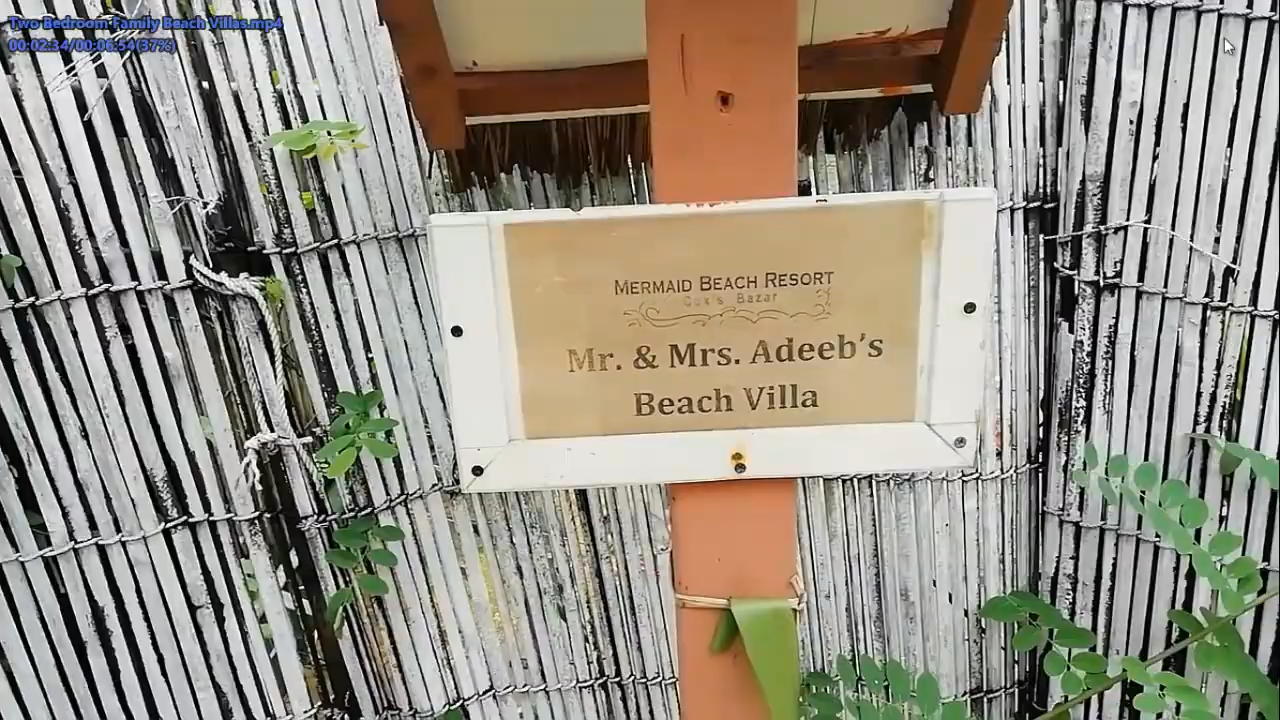 Two Bedroom Family Beach Villas.mp4
00:02:34/00:06:54(37%)
MERMAID BEACH RESORT
Cox's Bazar
Mr. & Mrs. Adeeb's
Beach Villa